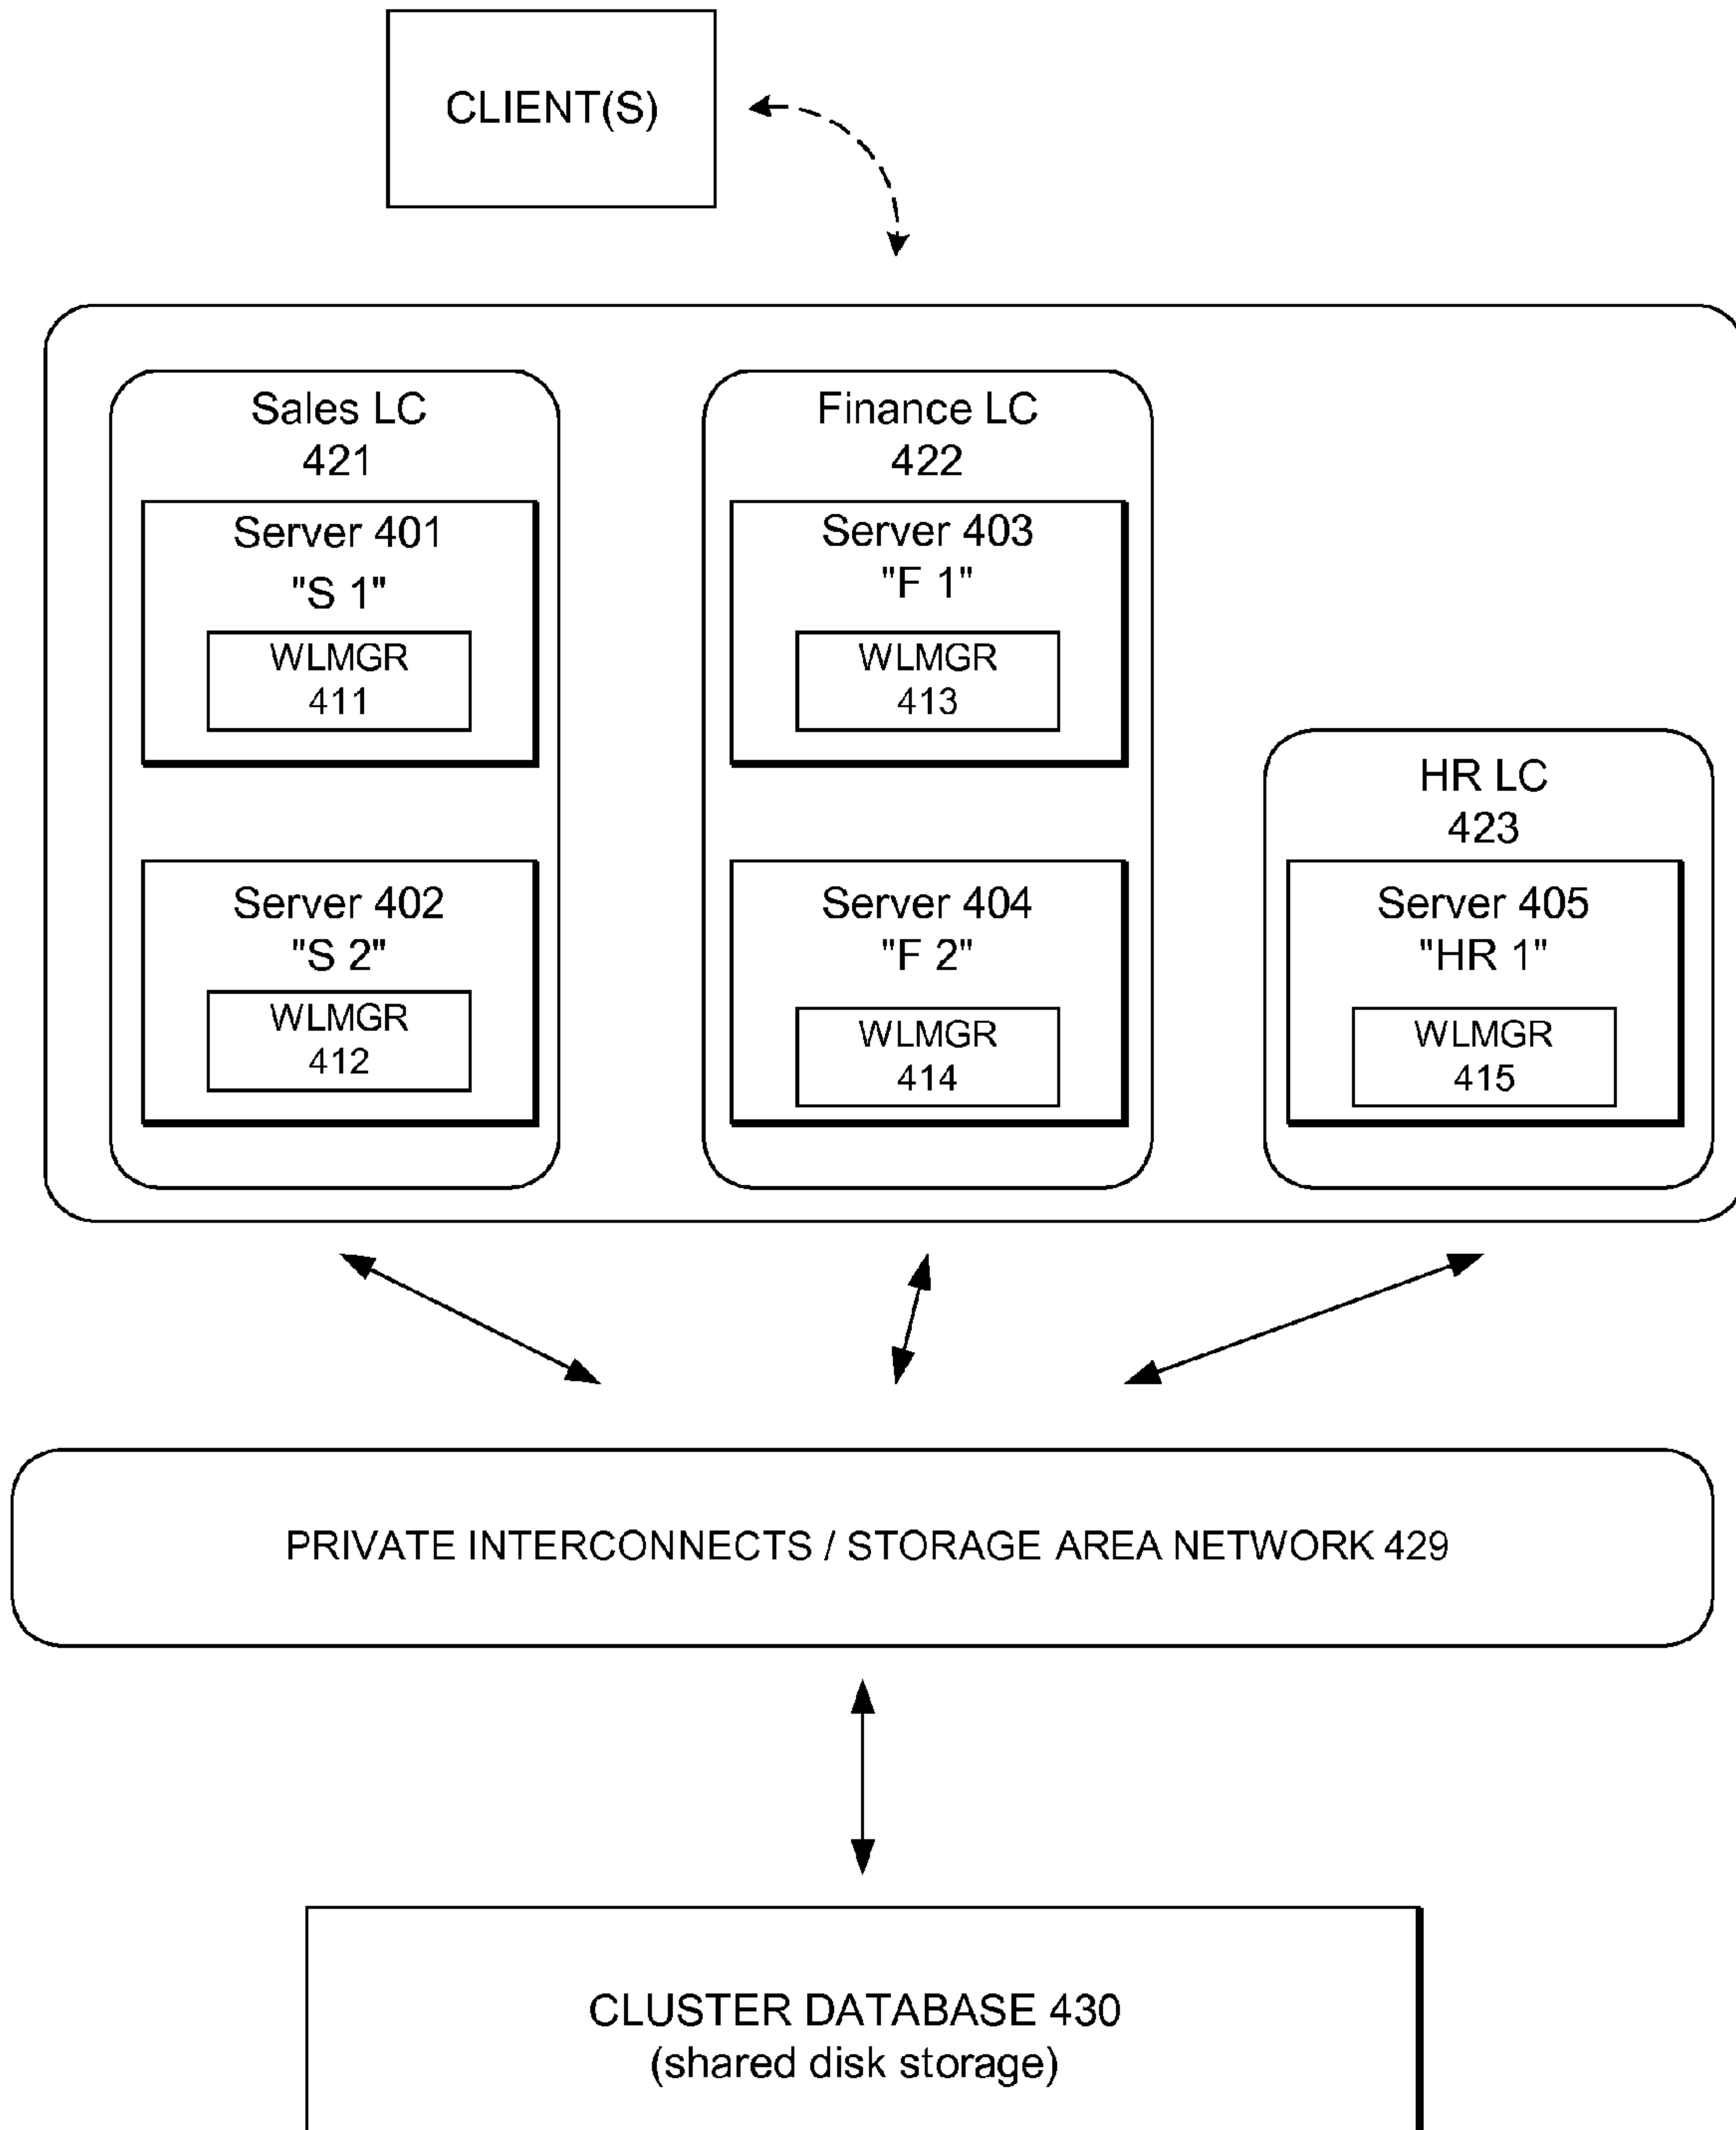 CLIENT(S)
Sales LC
421
Server 401
"S 1"
WLMGR
411
Server 402
"S 2"
WLMGR
412
Finance LC
422
Server 403
"F 1"
WLMGR
413
Server 404
"F 2"
WLMGR
414
HR LC
423
Server 405
"HR 1"
WLMGR
415
PRIVATE INTERCONNECTS / STORAGE AREA NETWORK 429
CLUSTER DATABASE 430
(shared disk storage)